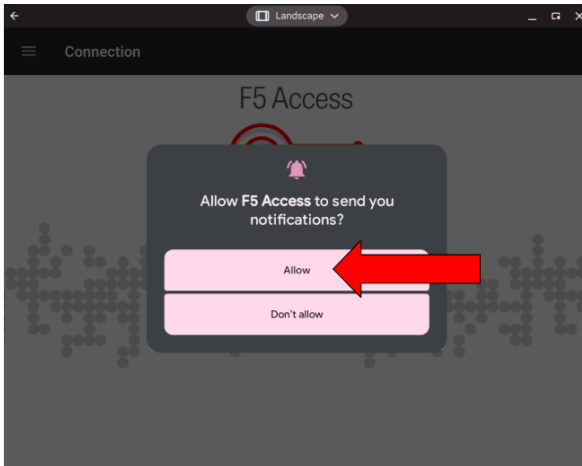 Landscape
Connection
F5 Access
Allow F5 Access to send you
notifications?
Allow
Don't allow